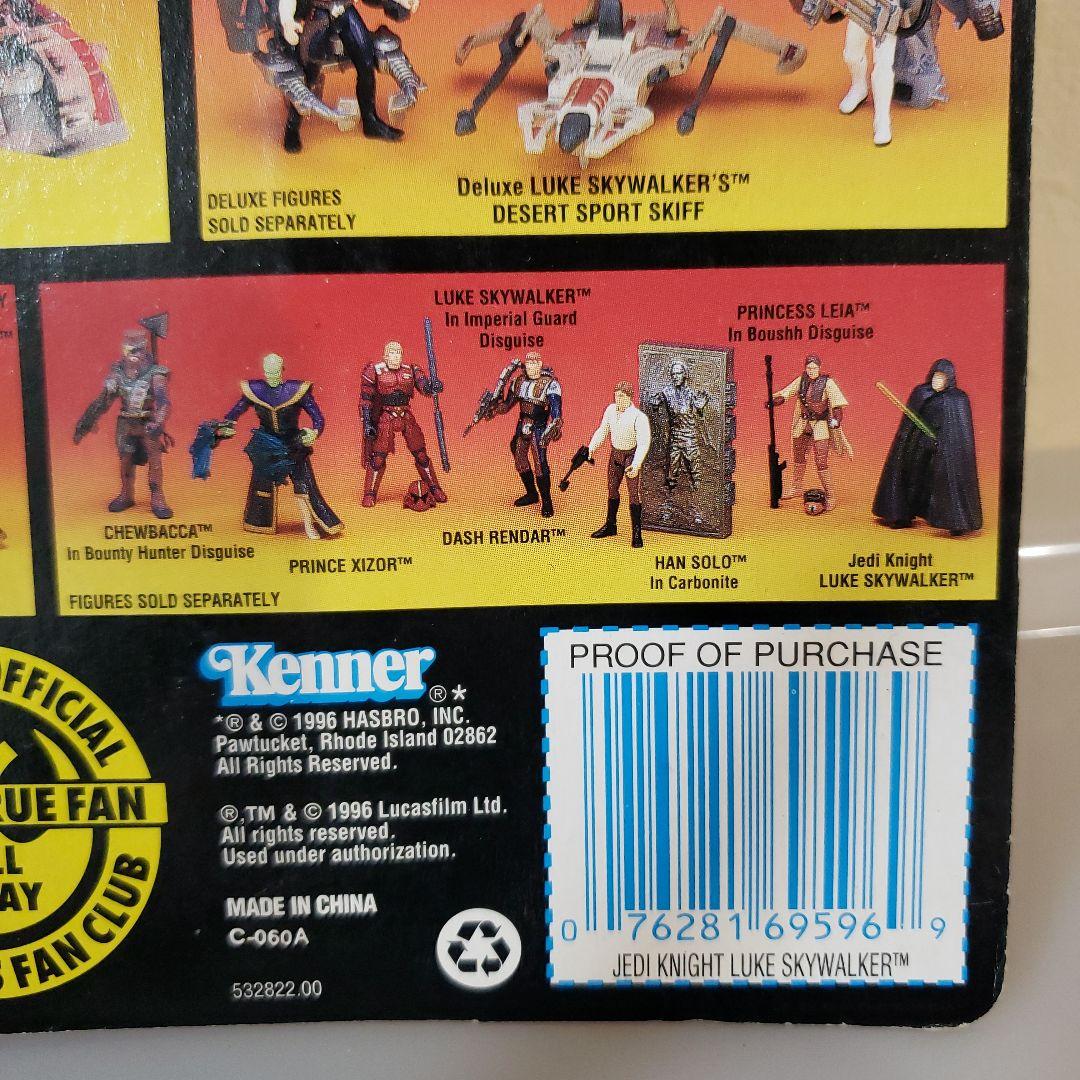 DELUXE FIGURES
SOLD SEPARATELY
Deluxe LUKE SKYWALKER'S™
DESERT SPORT SKIFF
Y
™
LUKE SKYWALKER™
In Imperial Guard
Disguise
PRINCESS LEIA™
In Boushh Disguise
CHEWBACCA™
In Bounty Hunter Disguise
PRINCE XIZOR™
DASH RENDAR™
HAN SOLO™
In Carbonite
Jedi Knight
LUKE SKYWALKER™
FIGURES SOLD SEPARATELY
OFFICIAL
RUE FAN
LL
AY
S FAN CLUB
Kenner®*
*® & © 1996 HASBRO, INC.
Pawtucket, Rhode Island 02862
All Rights Reserved.
®,TM & © 1996 Lucasfilm Ltd.
All rights reserved.
Used under authorization.
MADE IN CHINA
C-060A
532822.00
PROOF OF PURCHASE
0 76281 69596 9
JEDI KNIGHT LUKE SKYWALKER™